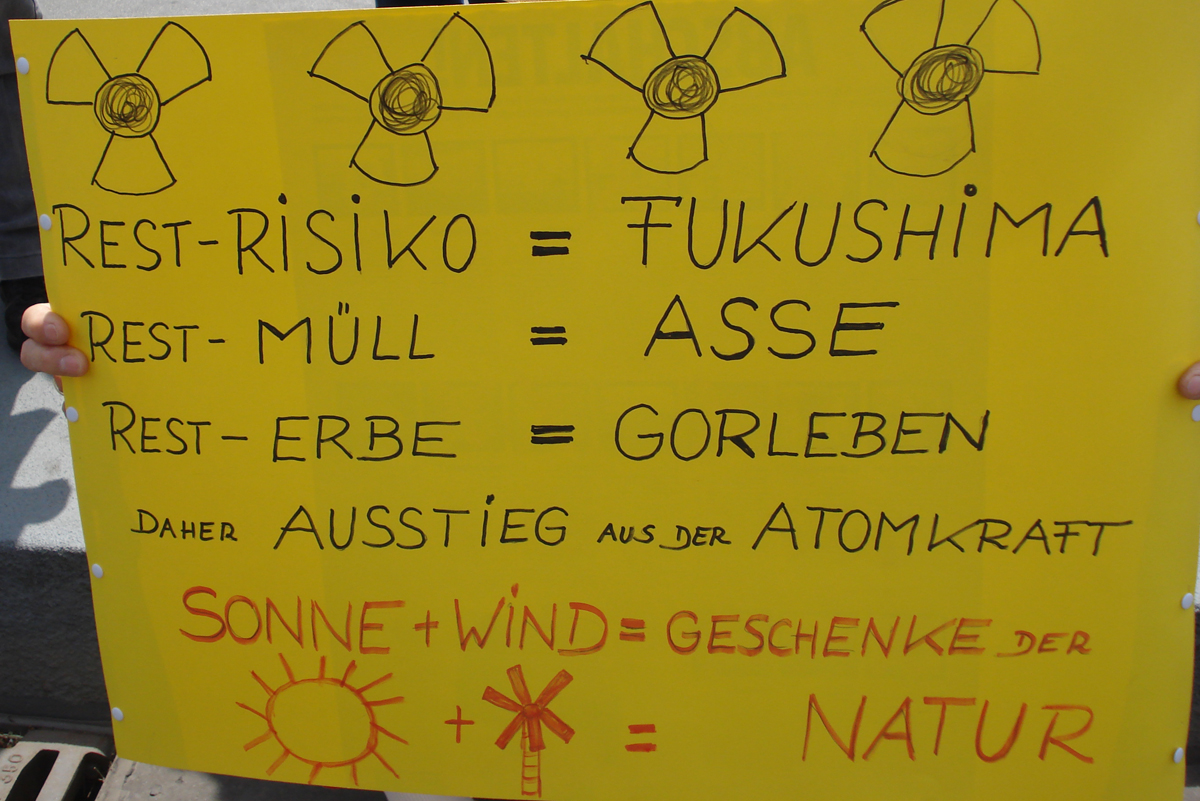 REST-RiSiKO = FUKUSHiMA
REST- MÜLL = ASSE
REST- ERBE = GORLEBEN
DAHER AUSSTiEG AUS DER ATOMKRAFT
SONNE + WiND = GESCHENKE DER
+ = NATUR